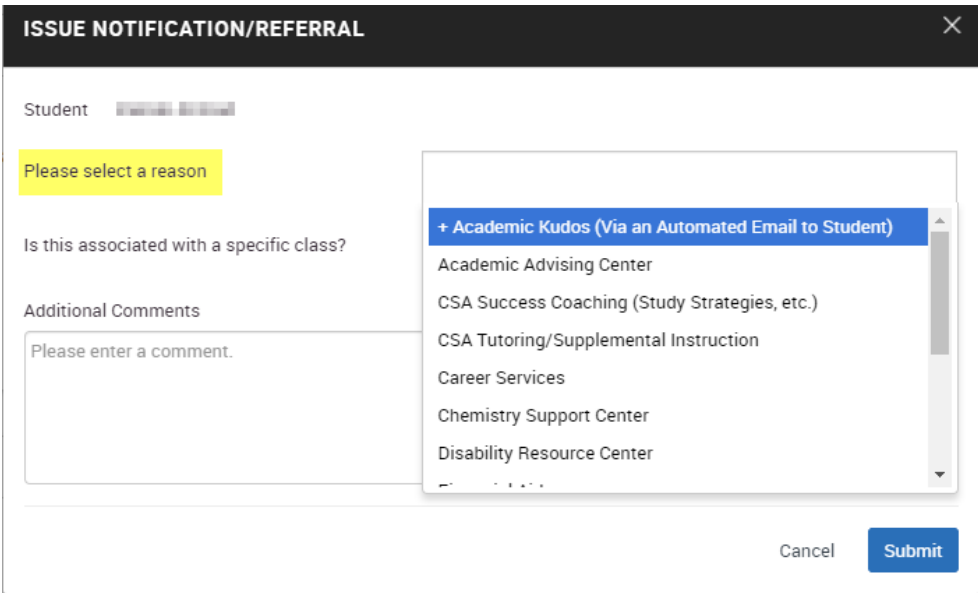 ISSUE NOTIFICATION/REFERRAL
Student
Please select a reason
+ Academic Kudos (Via an Automated Email to Student)
Is this associated with a specific class?
Academic Advising Center
CSA Success Coaching (Study Strategies, etc.)
Additional Comments
CSA Tutoring/Supplemental Instruction
Please enter a comment.
Career Services
Chemistry Support Center
Disability Resource Center
Cancel
Submit